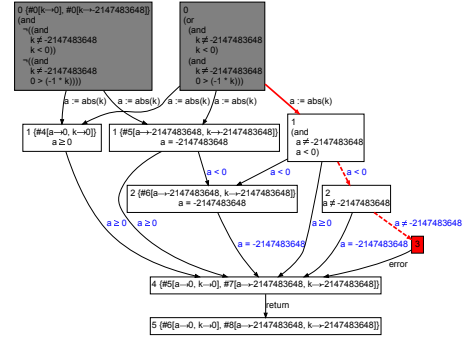 0 {#0[k→0], #0[k→-2147483648]}
(and
¬((and
k ≠ -2147483648
k < 0))
¬((and
k ≠ -2147483648
0 > (-1 * k))))
0
(or
(and
k ≠ -2147483648
k < 0)
(and
k ≠ -2147483648
0 > (-1 * k)))
a := abs(k)
a := abs(k)
a := abs(k)
a := abs(k)
1 {#4[a→0, k→0]}
a ≥ 0
1 {#5[a→-2147483648, k→-2147483648]}
a = -2147483648
1
(and
a ≠ -2147483648
a < 0)
a < 0
a < 0
a < 0
2 {#6[a→-2147483648, k→-2147483648]}
a = -2147483648
2
a ≠ -2147483648
a ≥ 0
a ≥ 0
a ≥ 0
a ≠ -2147483648
a = -2147483648
a = -2147483648
3
error
4 {#5[a→0, k→0], #7[a→-2147483648, k→-2147483648]}
return
5 {#6[a→0, k→0], #8[a→-2147483648, k→-2147483648]}